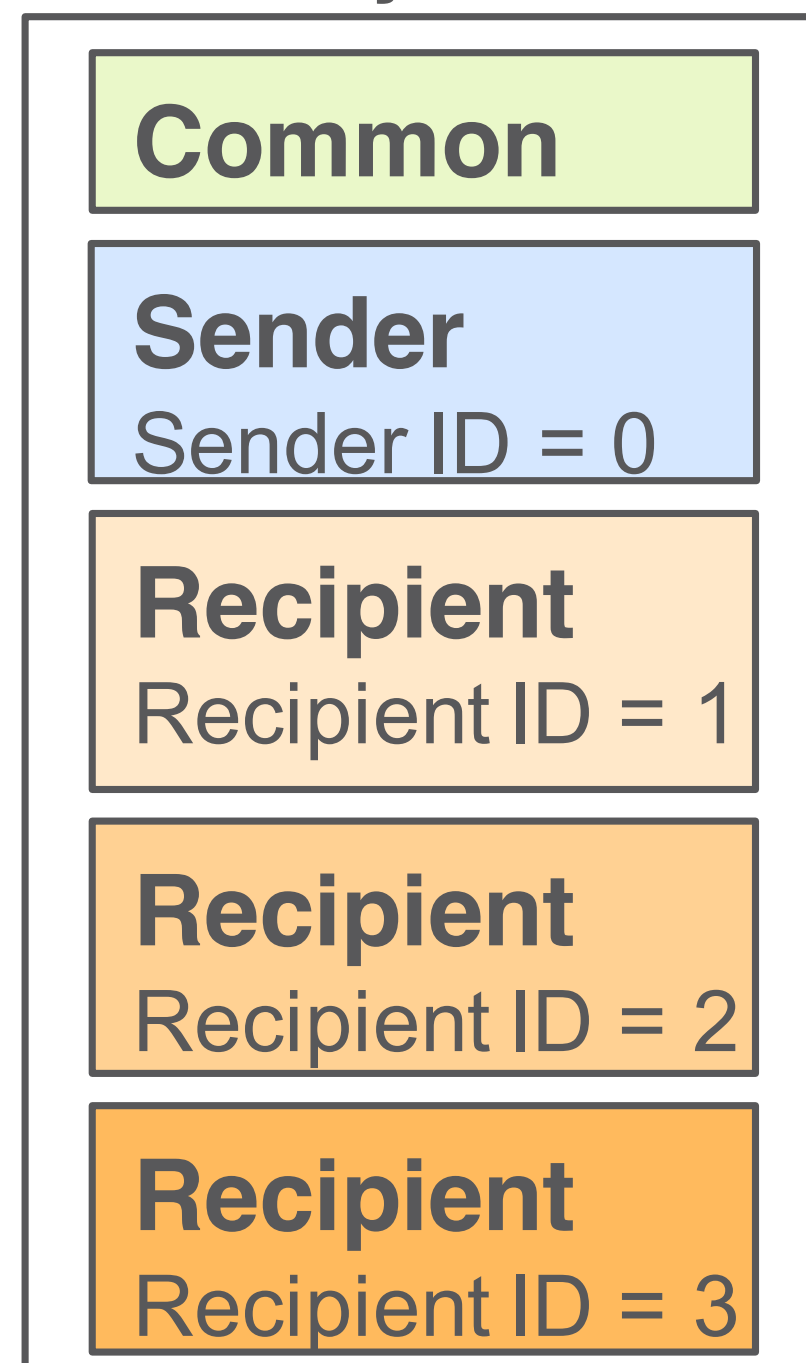 Common
Sender
Sender ID = 0
Recipient
Recipient ID = 1
Recipient
Recipient ID = 2
Recipient
Recipient ID = 3